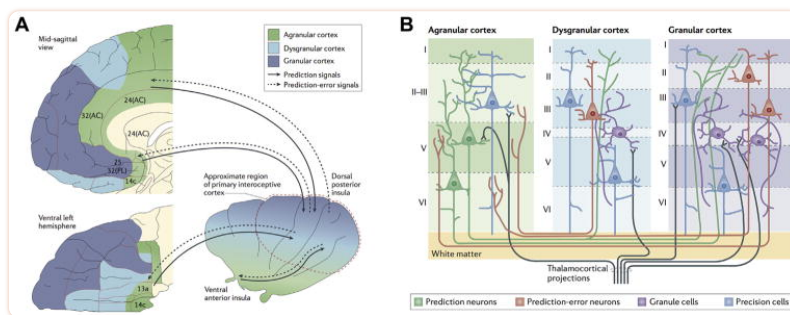 A
Mid-sagittal
view
Agranular cortex
Dysgranular cortex
Granular cortex
Prediction signals
Prediction-error signals
24(AC)
32(AC)
24(AC)
25
32(PL)
14c
Approximate region
of primary interoceptive
cortex
Dorsal
posterior
insula
Ventral left
hemisphere
13a
14c
Ventral
anterior insula
B
Agranular cortex
Dysgranular cortex
Granular cortex
I
II–III
V
VI
I
II
III
IV
V
VI
I
II
III
IV
V
VI
White matter
Thalamocortical
projections
Prediction neurons
Prediction-error neurons
Granule cells
Precision cells